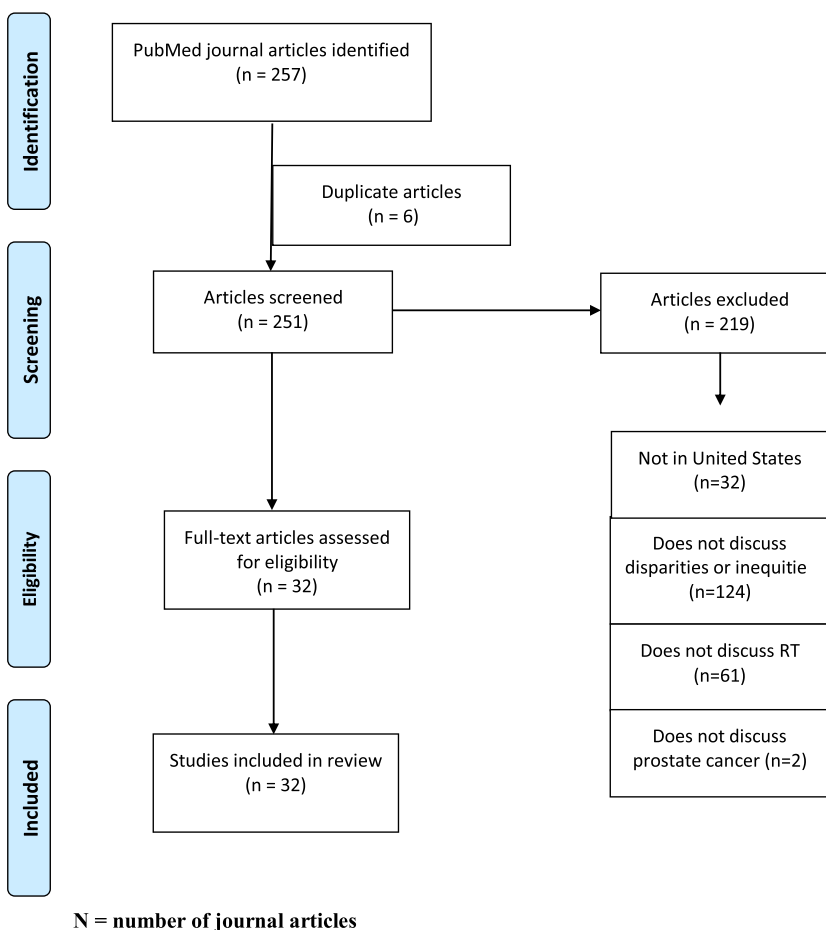 Identification
PubMed journal articles identified
(n = 257)
Duplicate articles
(n = 6)
Screening
Articles screened
(n = 251)
Articles excluded
(n = 219)
Not in United States
(n=32)
Does not discuss
disparities or inequitie
(n=124)
Does not discuss RT
(n=61)
Does not discuss
prostate cancer (n=2)
Eligibility
Full-text articles assessed
for eligibility
(n = 32)
Included
Studies included in review
(n = 32)
N = number of journal articles